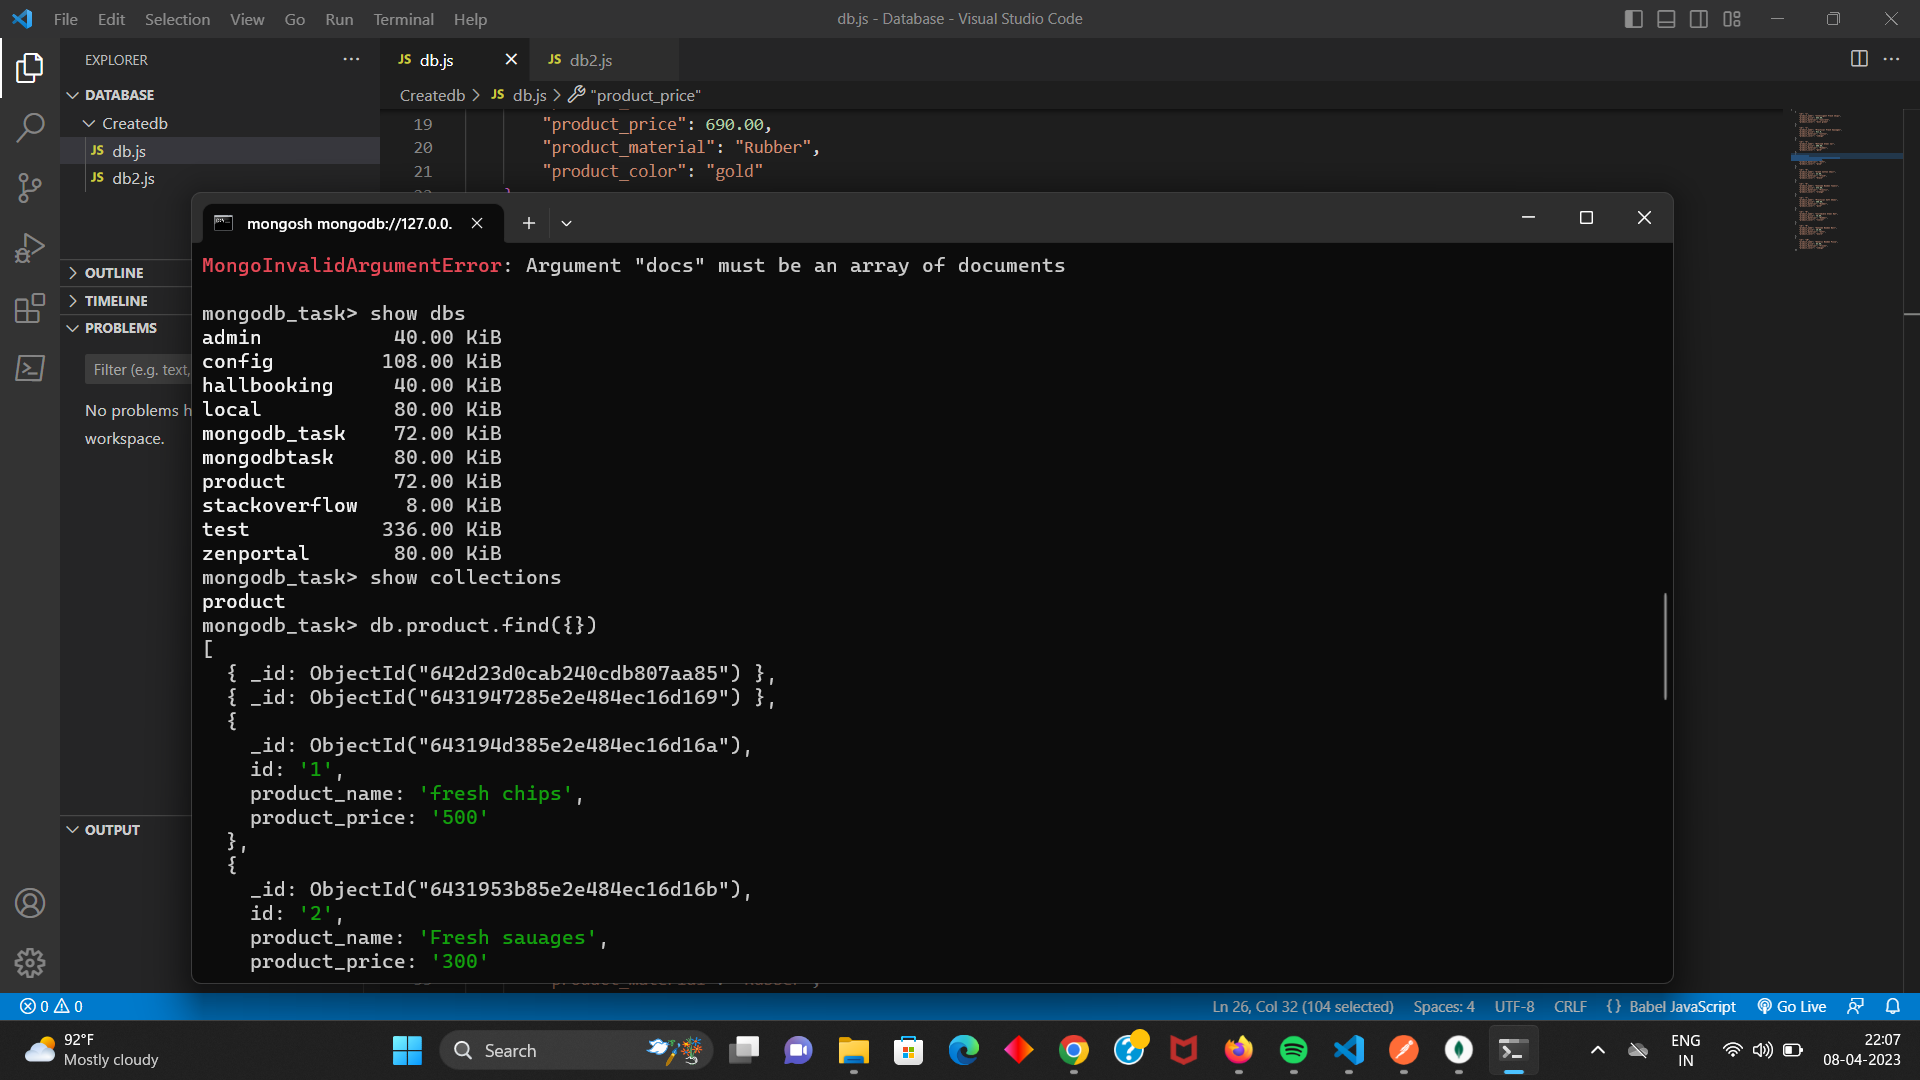 File Edit Selection View Go Run Terminal Help
db.js - Database - Visual Studio Code
EXPLORER
DATABASE
Createdb
JS db.js
JS db2.js
OUTLINE
TIMELINE
PROBLEMS
Filter (e.g. text,
No problems h
workspace.
OUTPUT
JS db.js
JS db2.js
Createdb > JS db.js > "product_price"
19 "product_price": 690.00,
20 "product_material": "Rubber",
21 "product_color": "gold"
mongosh mongodb://127.0.0.
MongoInvalidArgumentError: Argument "docs" must be an array of documents
mongodb_task> show dbs
admin 40.00 KiB
config 108.00 KiB
hallbooking 40.00 KiB
local 80.00 KiB
mongodb_task 72.00 KiB
mongodbtask 80.00 KiB
product 72.00 KiB
stackoverflow 8.00 KiB
test 336.00 KiB
zenportal 80.00 KiB
mongodb_task> show collections
product
mongodb_task> db.product.find({})
[
{ _id: ObjectId("642d23d0cab240cdb807aa85") },
{ _id: ObjectId("6431947285e2e484ec16d169") },
{
_id: ObjectId("643194d385e2e484ec16d16a"),
id: '1',
product_name: 'fresh chips',
product_price: '500'
},
{
_id: ObjectId("6431953b85e2e484ec16d16b"),
id: '2',
product_name: 'Fresh sauages',
product_price: '300'
0 0
Ln 26, Col 32 (104 selected) Spaces: 4 UTF-8 CRLF {} Babel JavaScript Go Live
92°F
Mostly cloudy
Search
ENG
IN
22:07
08-04-2023